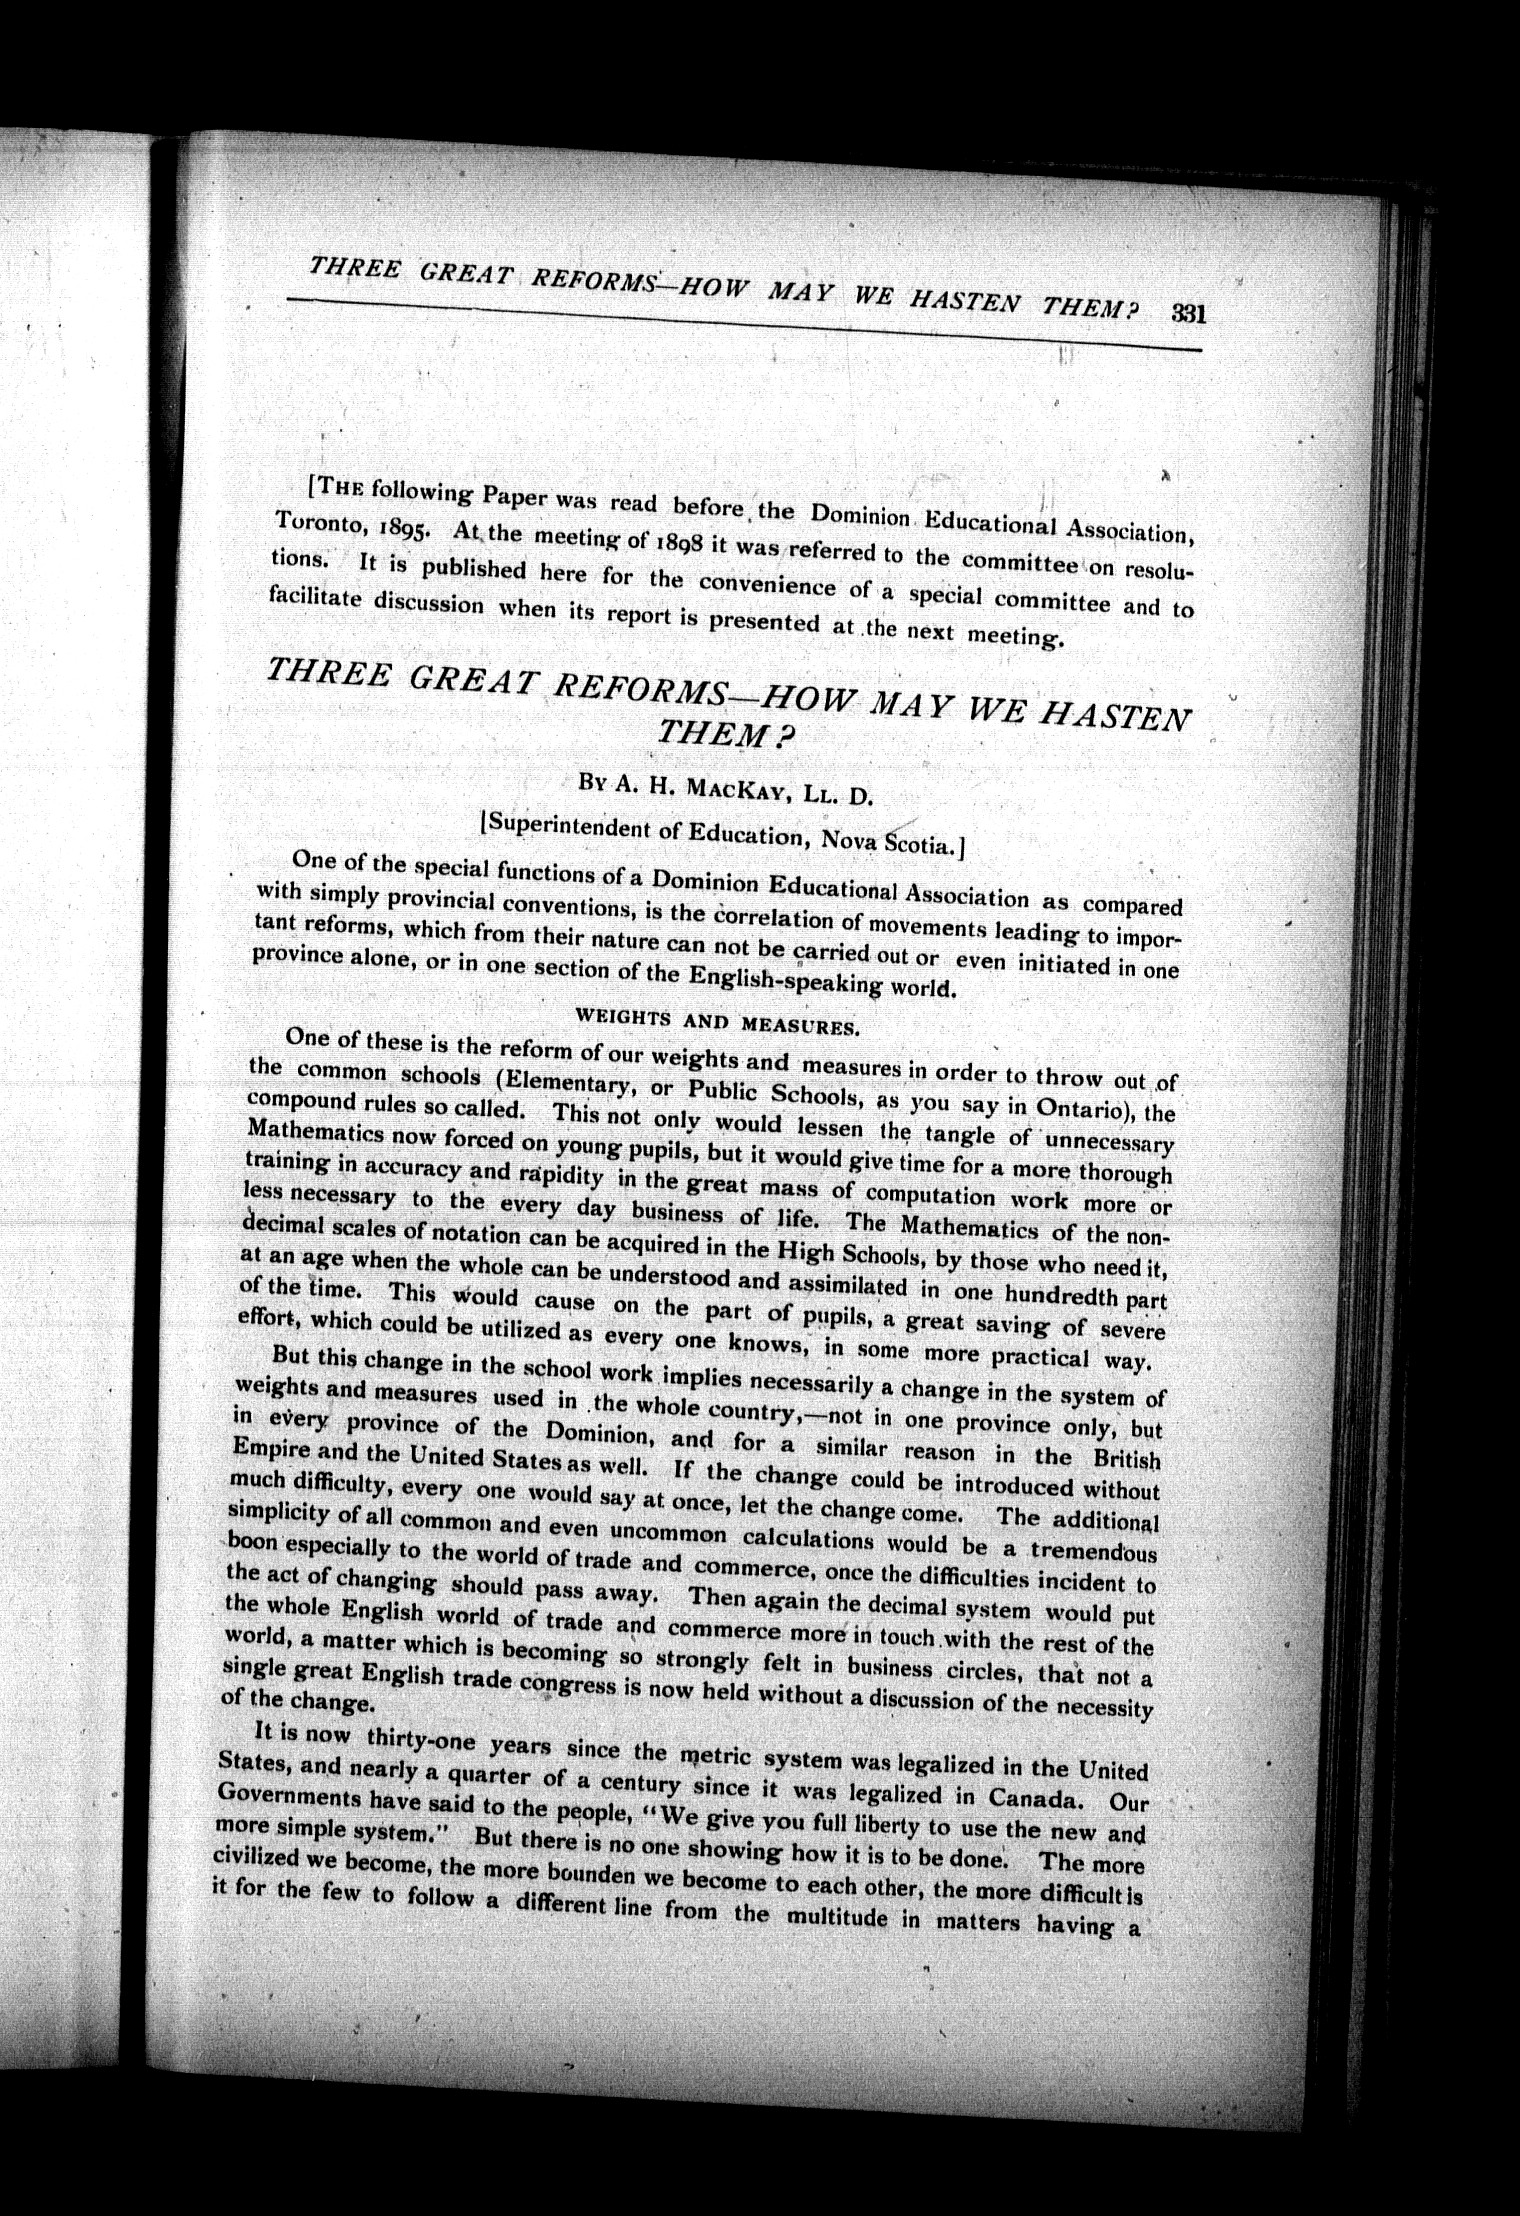 THREE GREAT REFORMS—HOW MAY WE HASTEN THEM? 331
[THE following Paper was read before the Dominion Educational Association,
Toronto, 1895. At the meeting of 1898 it was referred to the committee on resolu-
tions. It is published here for the convenience of a special committee and to
facilitate discussion when its report is presented at the next meeting.
THREE GREAT REFORMS—HOW MAY WE HASTEN
THEM?
BY A. H. MACKAY, LL. D.
[Superintendent of Education, Nova Scotia.]
One of the special functions of a Dominion Educational Association as compared
with simply provincial conventions, is the correlation of movements leading to impor-
tant reforms, which from their nature can not be carried out or even initiated in one
province alone, or in one section of the English-speaking world.
WEIGHTS AND MEASURES.
One of these is the reform of our weights and measures in order to throw out of
the common schools (Elementary, or Public Schools, as you say in Ontario), the
compound rules so called. This not only would lessen the tangle of unnecessary
Mathematics now forced on young pupils, but it would give time for a more thorough
training in accuracy and rapidity in the great mass of computation work more or
less necessary to the every day business of life. The Mathematics of the non-
decimal scales of notation can be acquired in the High Schools, by those who need it,
at an age when the whole can be understood and assimilated in one hundredth part
of the time. This would cause on the part of pupils, a great saving of severe
effort, which could be utilized as every one knows, in some more practical way.
But this change in the school work implies necessarily a change in the system of
weights and measures used in the whole country,—not in one province only, but
in every province of the Dominion, and for a similar reason in the British
Empire and the United States as well. If the change could be introduced without
much difficulty, every one would say at once, let the change come. The additional
simplicity of all common and even uncommon calculations would be a tremendous
boon especially to the world of trade and commerce, once the difficulties incident to
the act of changing should pass away. Then again the decimal system would put
the whole English world of trade and commerce more in touch with the rest of the
world, a matter which is becoming so strongly felt in business circles, that not a
single great English trade congress is now held without a discussion of the necessity
of the change.
It is now thirty-one years since the metric system was legalized in the United
States, and nearly a quarter of a century since it was legalized in Canada. Our
Governments have said to the people, "We give you full liberty to use the new and
more simple system." But there is no one showing how it is to be done. The more
civilized we become, the more bounden we become to each other, the more difficult is
it for the few to follow a different line from the multitude in matters having a